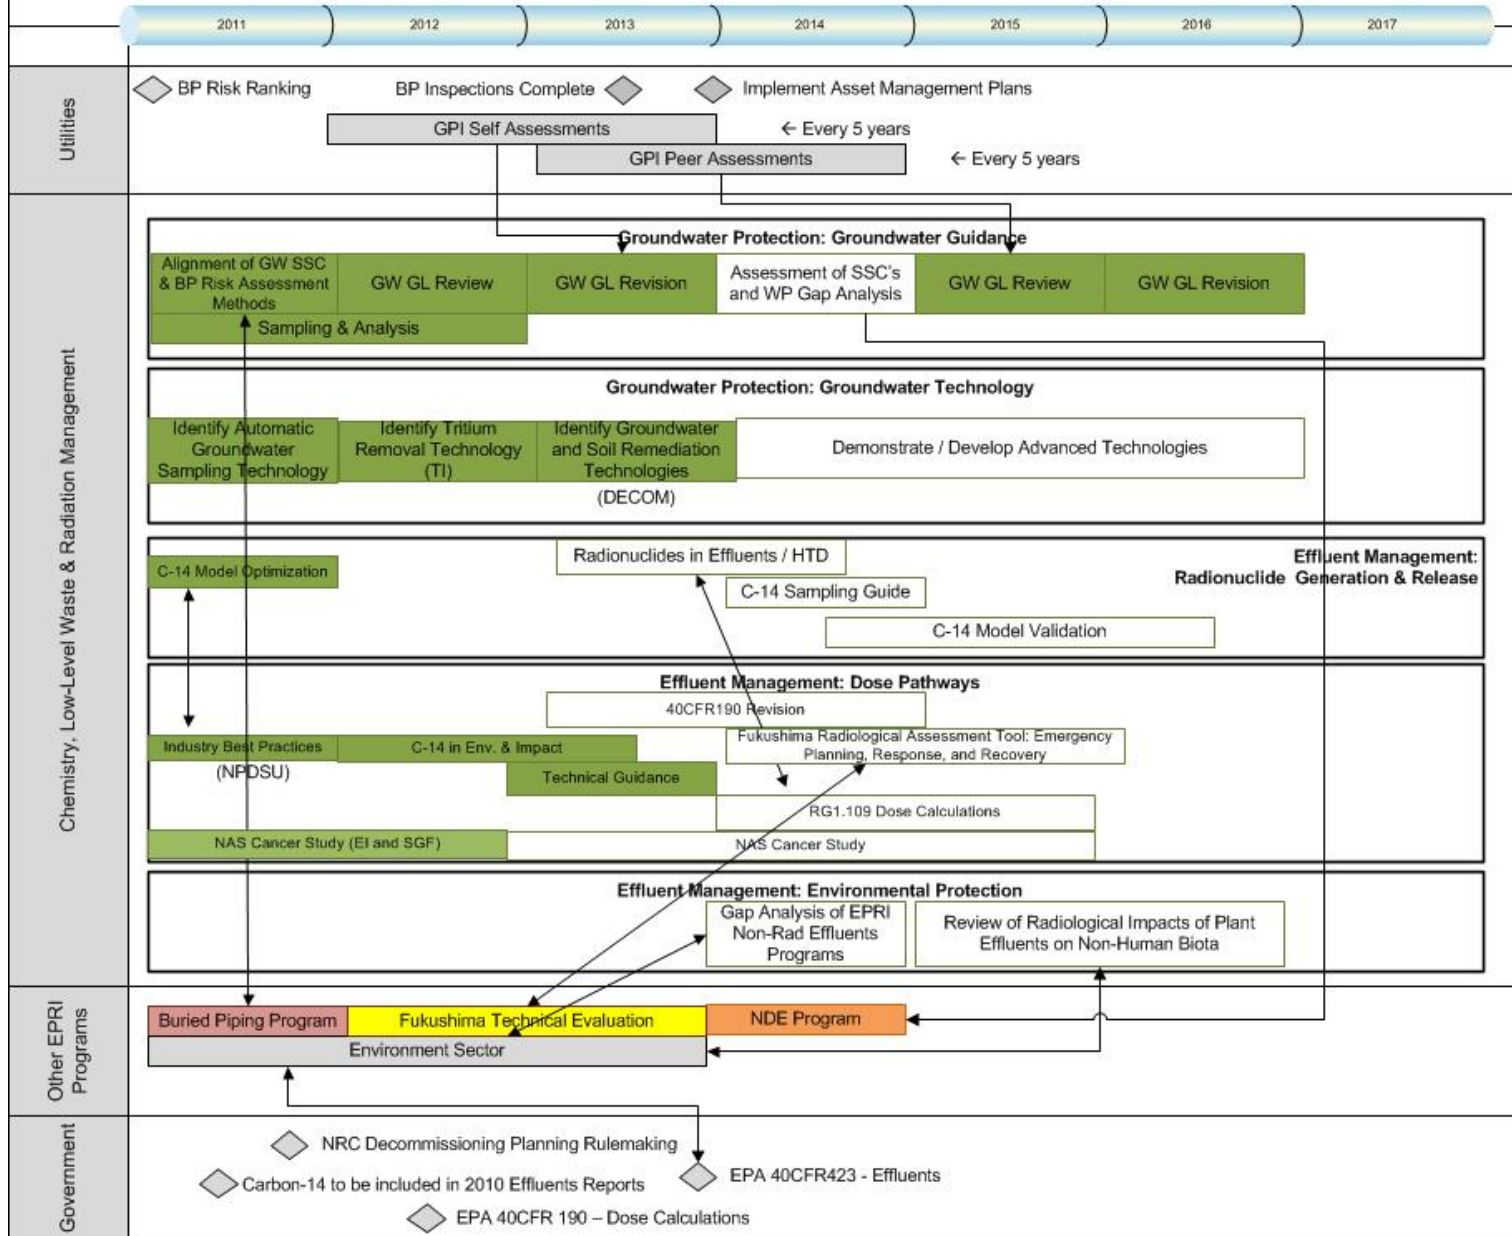 2011
2012
2013
2014
2015
2016
2017
Utilities
BP Risk Ranking
BP Inspections Complete
Implement Asset Management Plans
GPI Self Assessments
← Every 5 years
GPI Peer Assessments
← Every 5 years
Chemistry, Low-Level Waste & Radiation Management
Groundwater Protection: Groundwater Guidance
Alignment of GW SSC
& BP Risk Assessment
Methods
GW GL Review
GW GL Revision
Assessment of SSC's
and WP Gap Analysis
GW GL Review
GW GL Revision
Sampling & Analysis
Groundwater Protection: Groundwater Technology
Identify Automatic
Groundwater
Sampling Technology
Identify Tritium
Removal Technology
(TI)
Identify Groundwater
and Soil Remediation
Technologies
(DECOM)
Demonstrate / Develop Advanced Technologies
Effluent Management:
Radionuclide Generation & Release
Radionuclides in Effluents / HTD
C-14 Model Optimization
C-14 Sampling Guide
C-14 Model Validation
Effluent Management: Dose Pathways
40CFR190 Revision
Industry Best Practices
(NPDSU)
C-14 in Env. & Impact
Fukushima Radiological Assessment Tool: Emergency
Planning, Response, and Recovery
Technical Guidance
RG1.109 Dose Calculations
NAS Cancer Study (EI and SGF)
NAS Cancer Study
Effluent Management: Environmental Protection
Gap Analysis of EPRI
Non-Rad Effluents
Programs
Review of Radiological Impacts of Plant
Effluents on Non-Human Biota
Other EPRI
Programs
Buried Piping Program
Fukushima Technical Evaluation
NDE Program
Environment Sector
Government
NRC Decommissioning Planning Rulemaking
Carbon-14 to be included in 2010 Effluents Reports
EPA 40CFR423 - Effluents
EPA 40CFR 190 – Dose Calculations